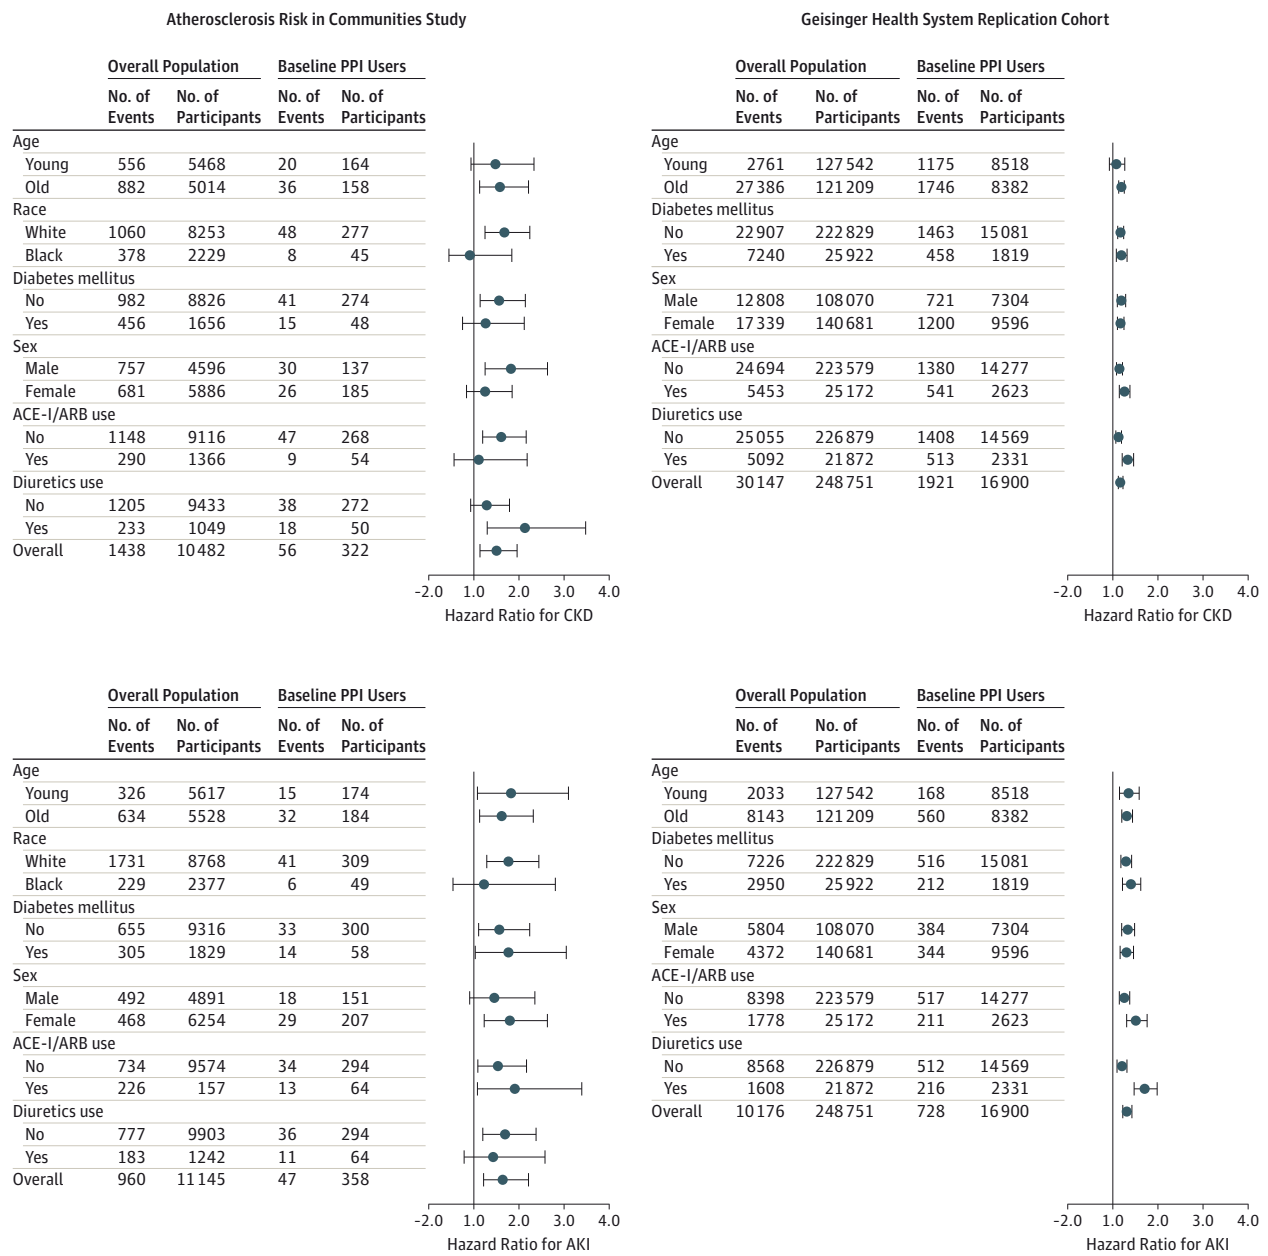 Atherosclerosis Risk in Communities Study
Overall Population Baseline PPI Users
No. of Events No. of Participants No. of Events No. of Participants
Age
Young 556 5468 20 164
Old 882 5014 36 158
Race
White 1060 8253 48 277
Black 378 2229 8 45
Diabetes mellitus
No 982 8826 41 274
Yes 456 1656 15 48
Sex
Male 757 4596 30 137
Female 681 5886 26 185
ACE-I/ARB use
No 1148 9116 47 268
Yes 290 1366 9 54
Diuretics use
No 1205 9433 38 272
Yes 233 1049 18 50
Overall 1438 10482 56 322
-2.0 1.0 2.0 3.0 4.0
Hazard Ratio for CKD
Geisinger Health System Replication Cohort
Overall Population Baseline PPI Users
No. of Events No. of Participants No. of Events No. of Participants
Age
Young 2761 127542 1175 8518
Old 27386 121209 1746 8382
Diabetes mellitus
No 22907 222829 1463 15081
Yes 7240 25922 458 1819
Sex
Male 12808 108070 721 7304
Female 17339 140681 1200 9596
ACE-I/ARB use
No 24694 223579 1380 14277
Yes 5453 25172 541 2623
Diuretics use
No 25055 226879 1408 14569
Yes 5092 21872 513 2331
Overall 30147 248751 1921 16900
-2.0 1.0 2.0 3.0 4.0
Hazard Ratio for CKD
Overall Population Baseline PPI Users
No. of Events No. of Participants No. of Events No. of Participants
Age
Young 326 5617 15 174
Old 634 5528 32 184
Race
White 1731 8768 41 309
Black 229 2377 6 49
Diabetes mellitus
No 655 9316 33 300
Yes 305 1829 14 58
Sex
Male 492 4891 18 151
Female 468 6254 29 207
ACE-I/ARB use
No 734 9574 34 294
Yes 226 157 13 64
Diuretics use
No 777 9903 36 294
Yes 183 1242 11 64
Overall 960 11145 47 358
-2.0 1.0 2.0 3.0 4.0
Hazard Ratio for AKI
Overall Population Baseline PPI Users
No. of Events No. of Participants No. of Events No. of Participants
Age
Young 2033 127542 168 8518
Old 8143 121209 560 8382
Diabetes mellitus
No 7226 222829 516 15081
Yes 2950 25922 212 1819
Sex
Male 5804 108070 384 7304
Female 4372 140681 344 9596
ACE-I/ARB use
No 8398 223579 517 14277
Yes 1778 25172 211 2623
Diuretics use
No 8568 226879 512 14569
Yes 1608 21872 216 2331
Overall 10176 248751 728 16900
-2.0 1.0 2.0 3.0 4.0
Hazard Ratio for AKI